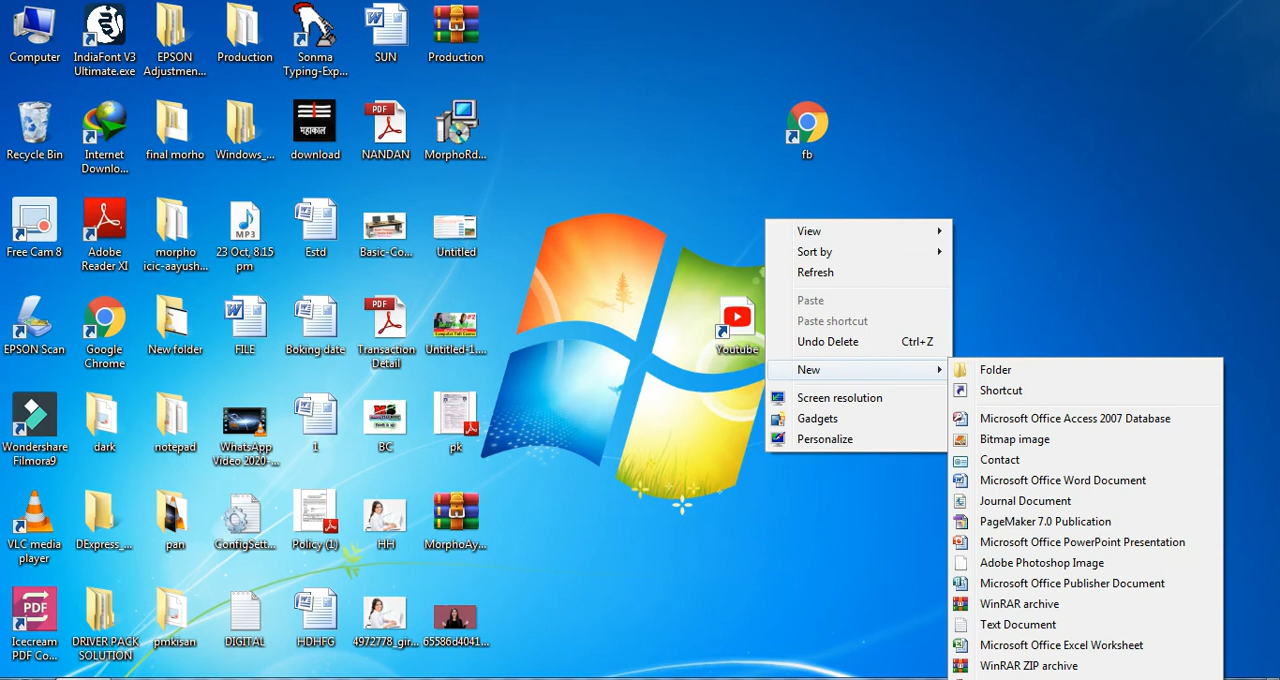 Computer
IndiaFont V3
Ultimate.exe
EPSON
Adjustmen...
Production
Sonma
Typing-Exp...
SUN
Production
Recycle Bin
Internet
Downlo...
final morho
Windows_...
महाकाल
download
PDF
NANDAN
MorphoRd...
fb
Free Cam 8
Adobe
Reader XI
morpho
icic-aayush...
MP3
23 Oct, 8.15
pm
Estd
Basic-Co...
Untitled
EPSON Scan
Google
Chrome
New folder
FILE
Boking date
PDF
Transaction
Detail
Untitled-1....
Youtube
Wondershare
Filmora9
dark
notepad
WhatsApp
Video 2020-...
1
BC
pk
VLC media
player
DExpress_...
pan
ConfigSett...
Policy (1)
HH
MorphoAy...
PDF
Icecream
PDF Co...
DRIVER PACK
SOLUTION
pmkisan
DIGITAL
HDHFG
4972778_gir...
65586d4041...
View
Sort by
Refresh
Paste
Paste shortcut
Undo Delete Ctrl+Z
New
Screen resolution
Gadgets
Personalize
Folder
Shortcut
Microsoft Office Access 2007 Database
Bitmap image
Contact
Microsoft Office Word Document
Journal Document
PageMaker 7.0 Publication
Microsoft Office PowerPoint Presentation
Adobe Photoshop Image
Microsoft Office Publisher Document
WinRAR archive
Text Document
Microsoft Office Excel Worksheet
WinRAR ZIP archive